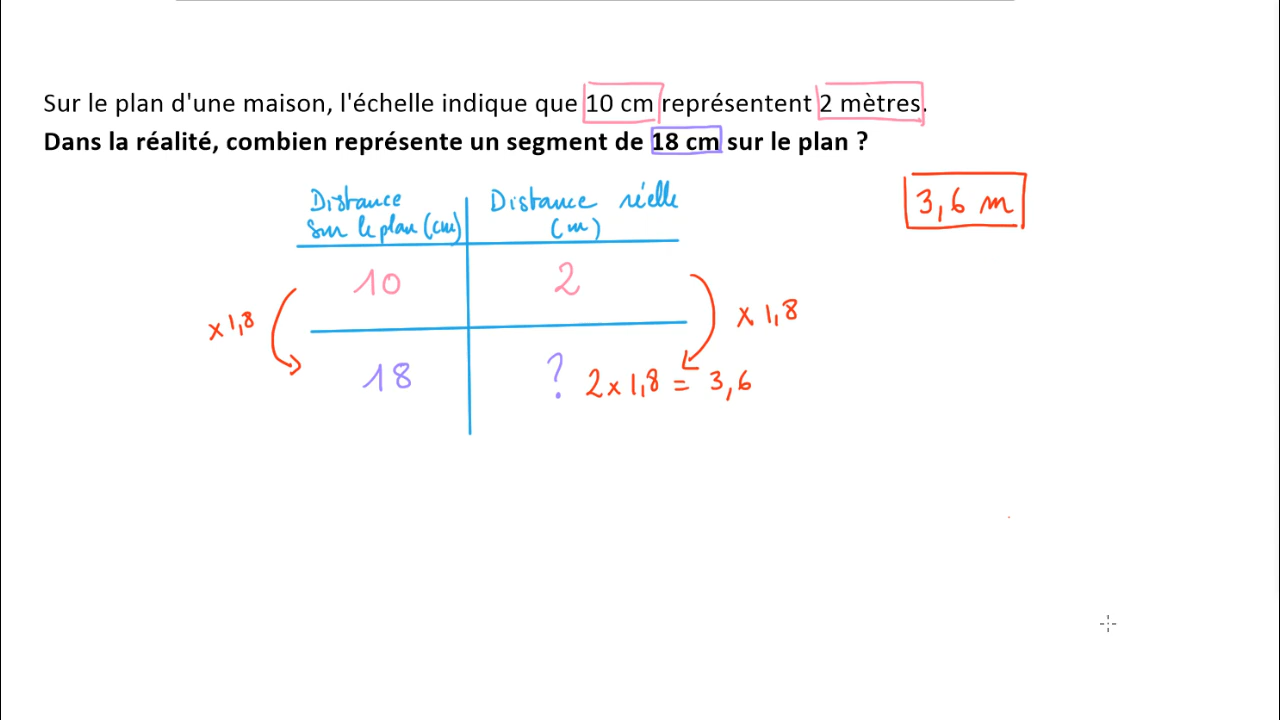 Sur le plan d'une maison, l'échelle indique que 10 cm représentent 2 mètres.
Dans la réalité, combien représente un segment de 18 cm sur le plan ?
Distance
sur le plan (cm)
Distance réelle
(m)
3,6 m
10
2
x 1,8
x 1,8
18
? 2 x 1,8 = 3,6